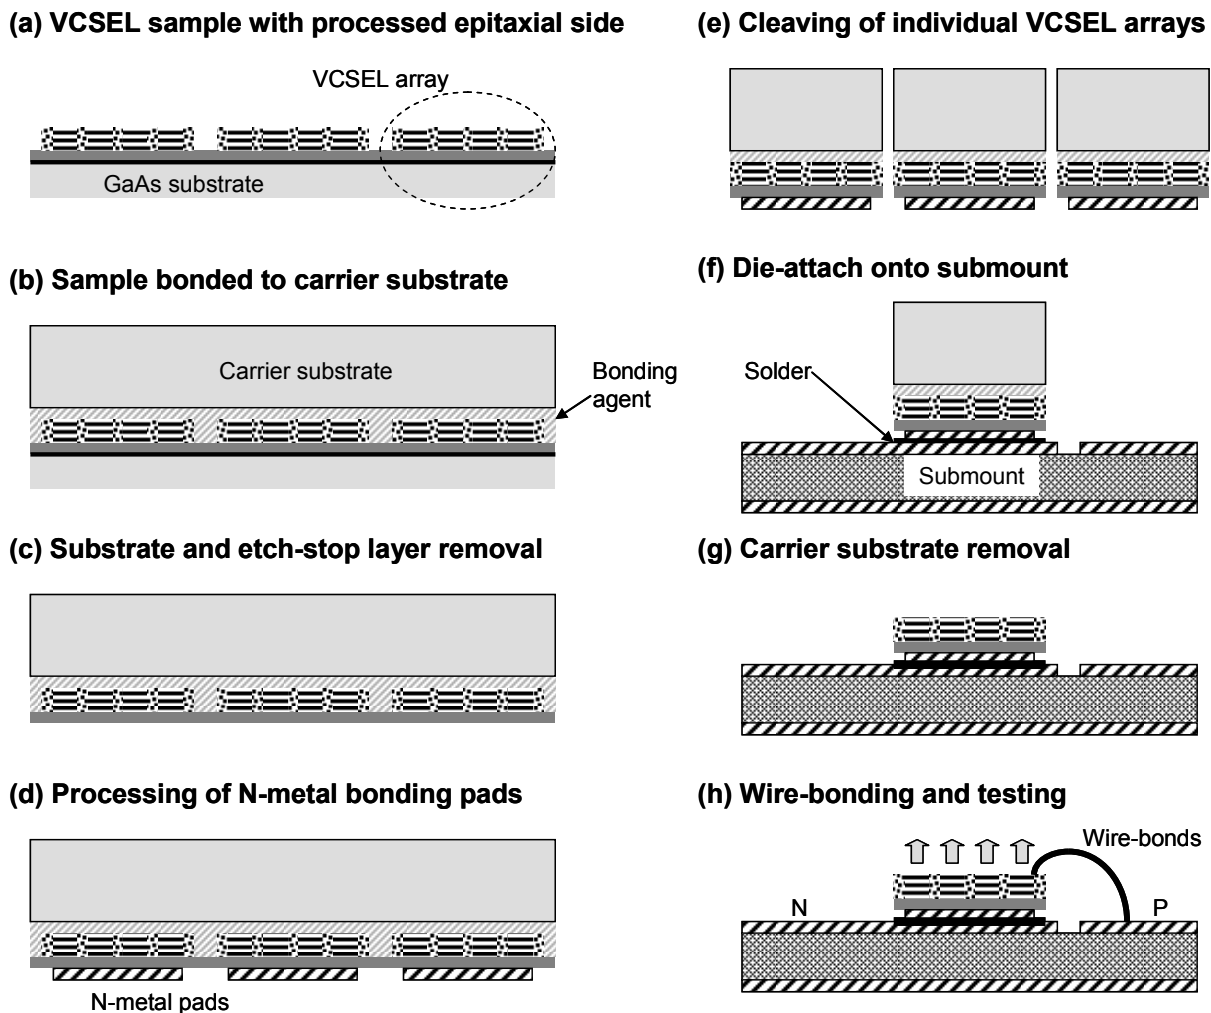 (a) VCSEL sample with processed epitaxial side
VCSEL array
GaAs substrate
(b) Sample bonded to carrier substrate
Carrier substrate
Bonding
agent
(c) Substrate and etch-stop layer removal
(d) Processing of N-metal bonding pads
N-metal pads
(e) Cleaving of individual VCSEL arrays
(f) Die-attach onto submount
Solder
Submount
(g) Carrier substrate removal
(h) Wire-bonding and testing
Wire-bonds
N
P